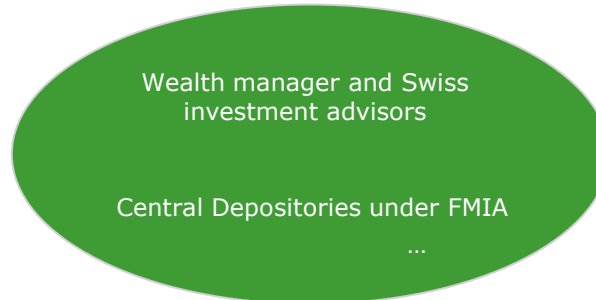 Wealth manager and Swiss
investment advisors
Central Depositories under FMIA
...